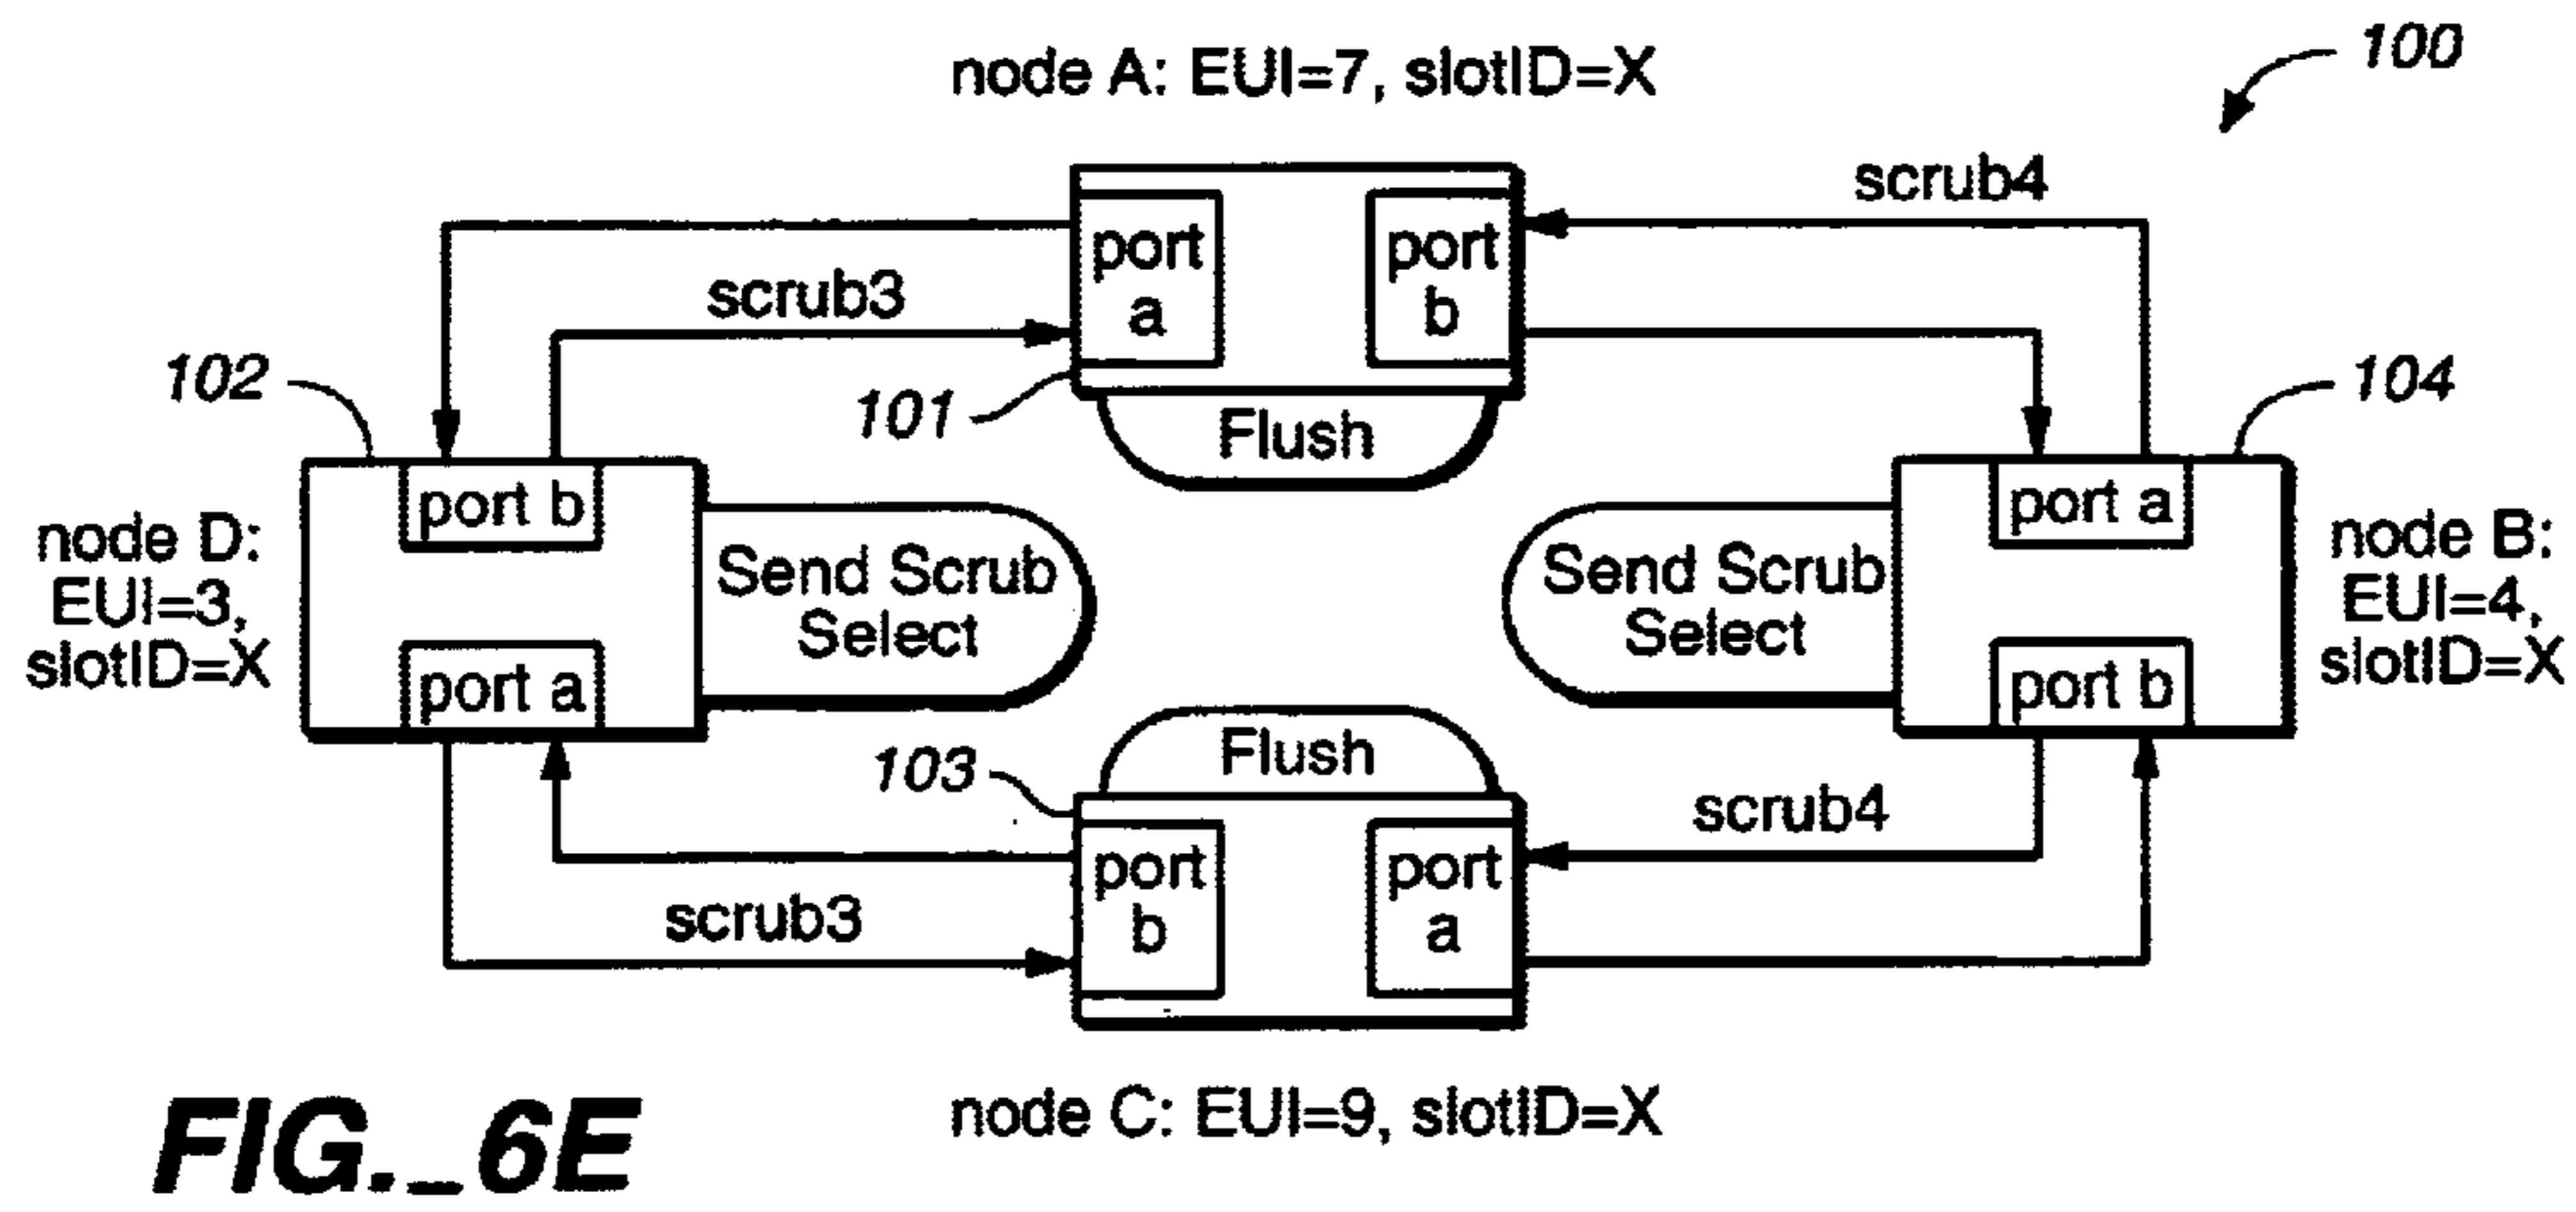 100
node A: EUI=7, slotID=X
scrub4
port
a
port
b
scrub3
102
101
104
Flush
port b
port a
node D:
EUI=3,
slotID=X
Send Scrub
Select
Send Scrub
Select
node B:
EUI=4,
slotID=X
port a
port b
103
Flush
scrub4
port
b
port
a
scrub3
node C: EUI=9, slotID=X
FIG._6E